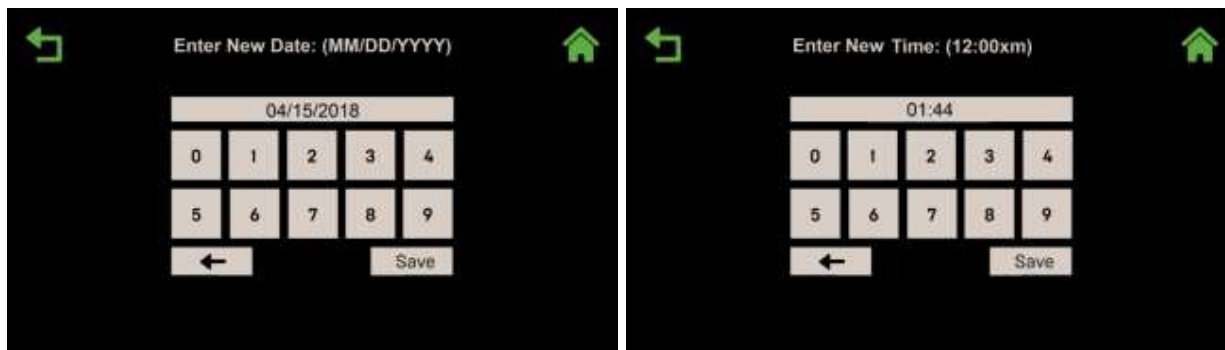 Enter New Date: (MM/DD/YYYY)
04/15/2018
0 1 2 3 4
5 6 7 8 9
Save
Enter New Time: (12:00xm)
01:44
0 1 2 3 4
5 6 7 8 9
Save